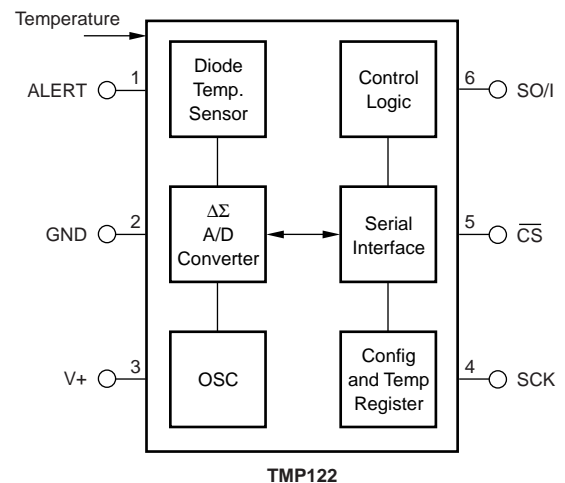 Temperature
ALERT
1
Diode
Temp.
Sensor
Control
Logic
6
SO/I
GND
2
ΔΣ
A/D
Converter
Serial
Interface
5
C̅S̅
V+
3
OSC
Config
and Temp
Register
4
SCK
TMP122